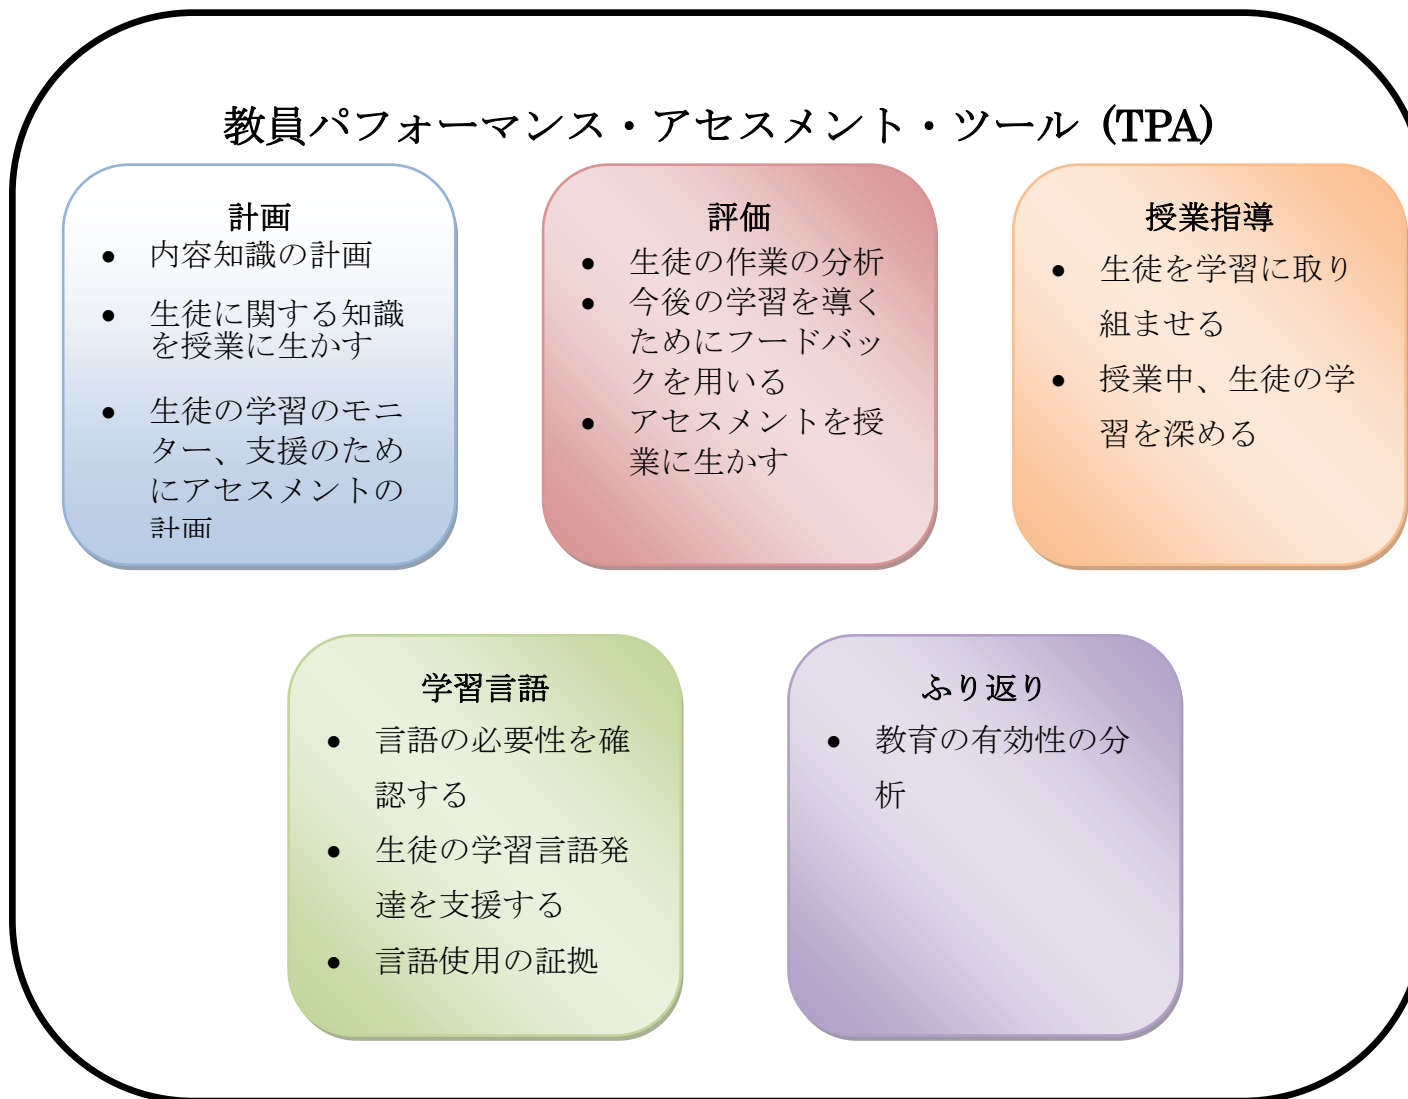 教員パフォーマンス・アセスメント・ツール (TPA)
計画
• 内容知識の計画
• 生徒に関する知識
を授業に生かす
• 生徒の学習のモニ
ター、支援のため
にアセスメントの
計画
評価
• 生徒の作業の分析
• 今後の学習を導く
ためにフードバッ
クを用いる
• アセスメントを授
業に生かす
授業指導
• 生徒を学習に取り
組ませる
• 授業中、生徒の学
習を深める
学習言語
• 言語の必要性を確
認する
• 生徒の学習言語発
達を支援する
• 言語使用の証拠
ふり返り
• 教育の有効性の分
析